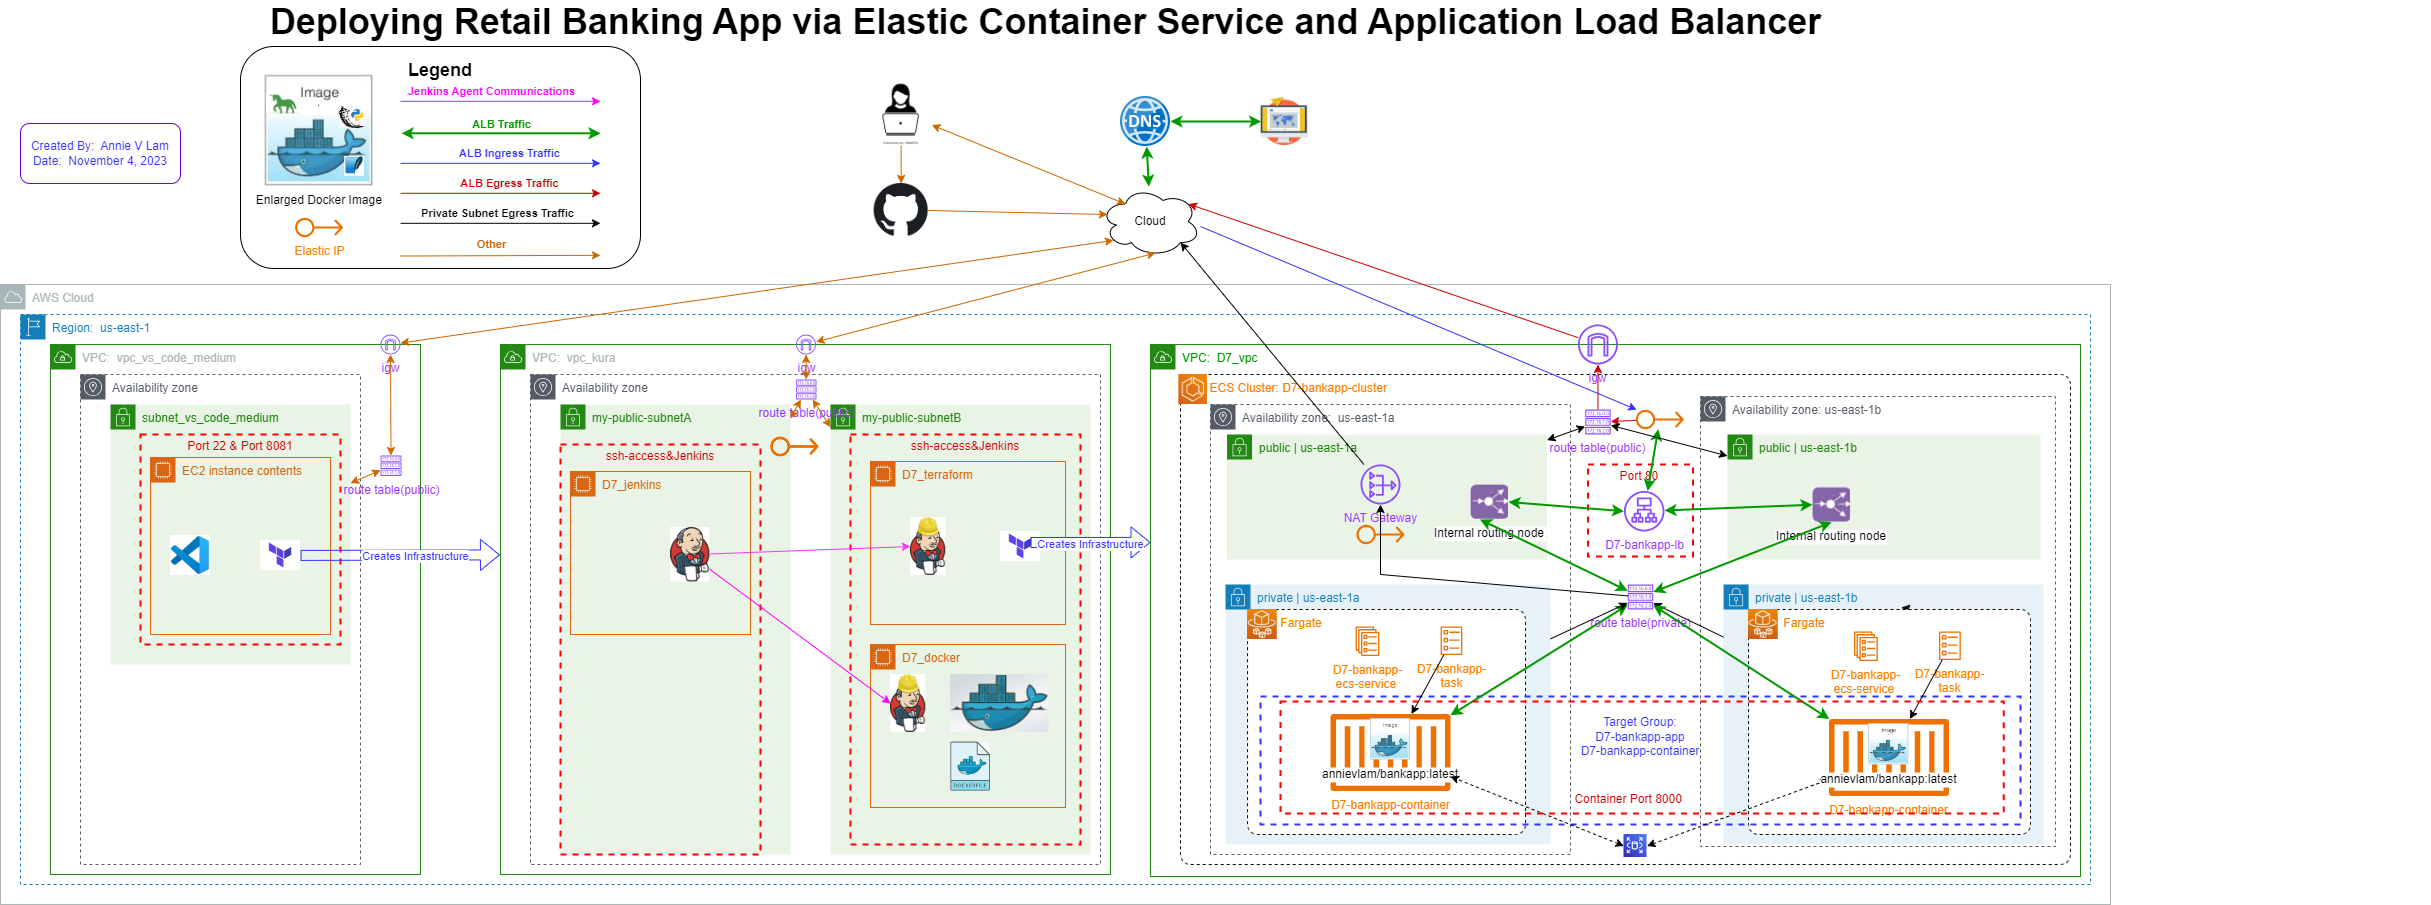 Deploying Retail Banking App via Elastic Container Service and Application Load Balancer
Created By:  Annie V Lam
Date:  November 4, 2023
Legend
Image
Enlarged Docker Image
Elastic IP
Jenkins Agent Communications
ALB Traffic
ALB Ingress Traffic
ALB Egress Traffic
Private Subnet Egress Traffic
Other
DNS
Cloud
AWS Cloud
Region:  us-east-1
VPC:  vpc_vs_code_medium
igw
Availability zone
subnet_vs_code_medium
Port 22 & Port 8081
EC2 instance contents
route table(public)
Creates Infrastructure
VPC:  vpc_kura
igw
Availability zone
route table(public)
my-public-subnetA
ssh-access&Jenkins
D7_jenkins
my-public-subnetB
ssh-access&Jenkins
D7_terraform
Creates Infrastructure
D7_docker
DOCKERFILE
VPC:  D7_vpc
igw
ECS Cluster: D7-bankapp-cluster
Availability zone:  us-east-1a
Availability zone: us-east-1b
route table(public)
public | us-east-1a
public | us-east-1b
Port 80
NAT Gateway
Internal routing node
D7-bankapp-lb
Internal routing node
private | us-east-1a
private | us-east-1b
route table(private)
Fargate
Fargate
D7-bankapp-
ecs-service
D7-bankapp-
task
D7-bankapp-
ecs-service
D7-bankapp-
task
Target Group:
D7-bankapp-app
D7-bankapp-container
Image
annievlam/bankapp:latest
D7-bankapp-container
Image
annievlam/bankapp:latest
D7-bankapp-container
Container Port 8000